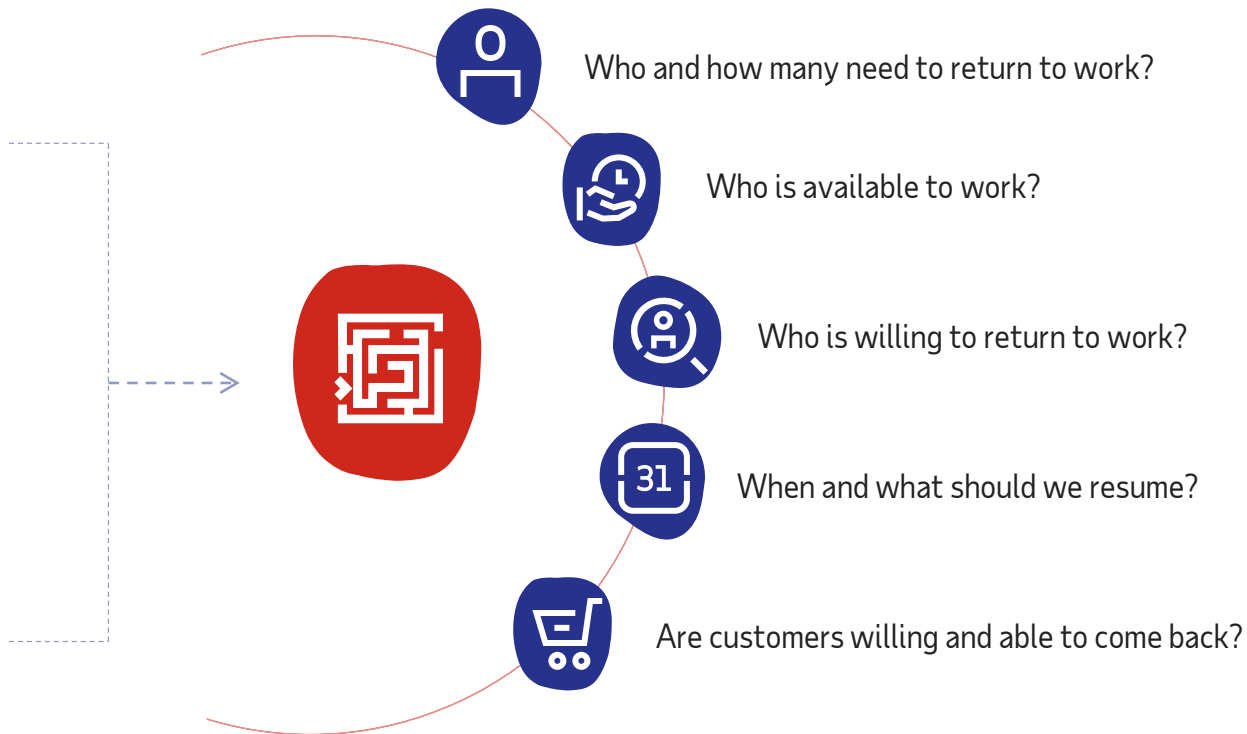 Who and how many need to return to work?
Who is available to work?
Who is willing to return to work?
31
When and what should we resume?
Are customers willing and able to come back?